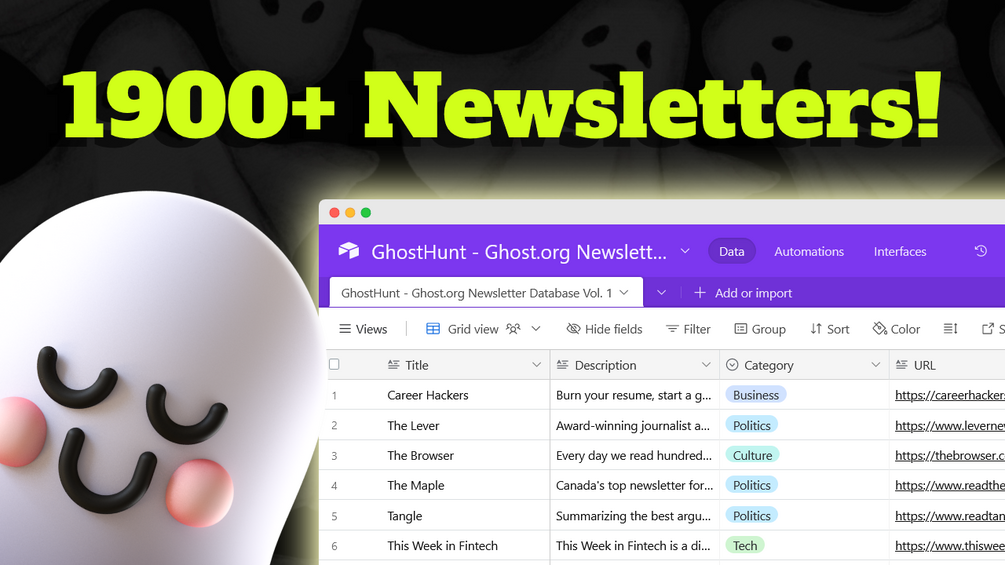 1900+ Newsletters!
GhostHunt - Ghost.org Newslett... Data Automations Interfaces
GhostHunt - Ghost.org Newsletter Database Vol. 1 Add or import
Views Grid view Hide fields Filter Group Sort Color S
Title Description Category URL
1 Career Hackers Burn your resume, start a g... Business https://careerhacker
2 The Lever Award-winning journalist a... Politics https://www.leverne
3 The Browser Every day we read hundred... Culture https://thebrowser.c
4 The Maple Canada's top newsletter for... Politics https://www.readthe
5 Tangle Summarizing the best argu... Politics https://www.readtan
6 This Week in Fintech This Week in Fintech is a di... Tech https://www.thiswee